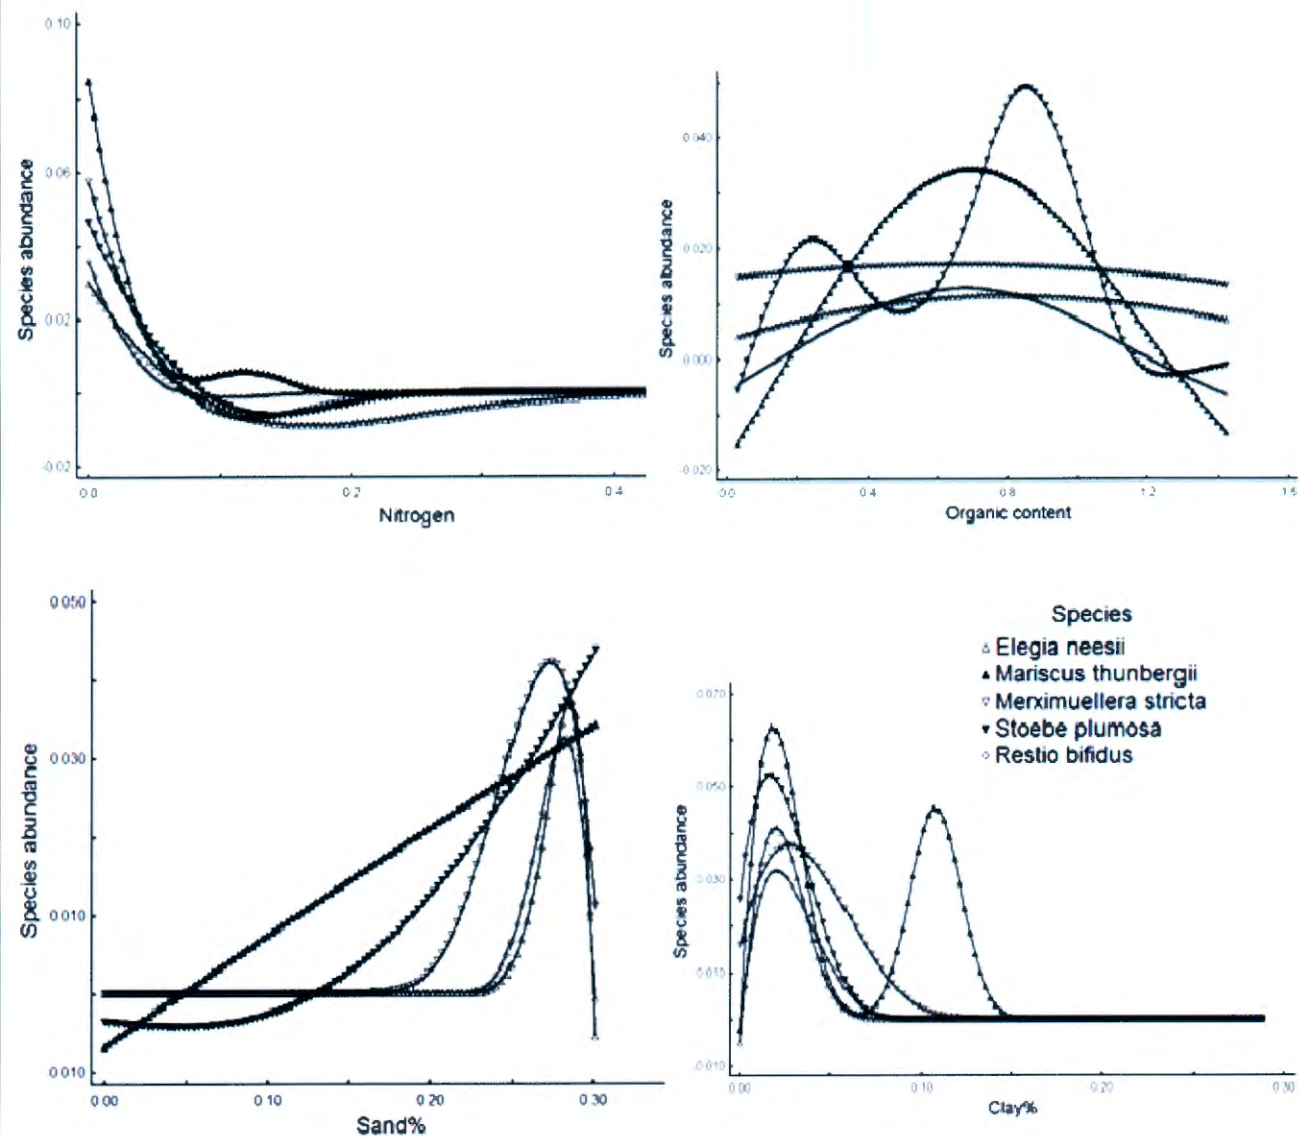 0.10
0.06
0.02
-0.02
Species abundance
0.0
0.2
0.4
Nitrogen
0.040
0.020
0.000
-0.020
Species abundance
0.0
0.4
0.8
1.2
1.6
Organic content
0.050
0.030
0.010
0.010
Species abundance
0.00
0.10
0.20
0.30
Sand%
Species
Elegia neesii
Mariscus thunbergii
Merximuellera stricta
Stoebe plumosa
Restio bifidus
0.070
0.050
0.030
0.010
-0.010
Species abundance
0.00
0.10
0.20
0.30
Clay%